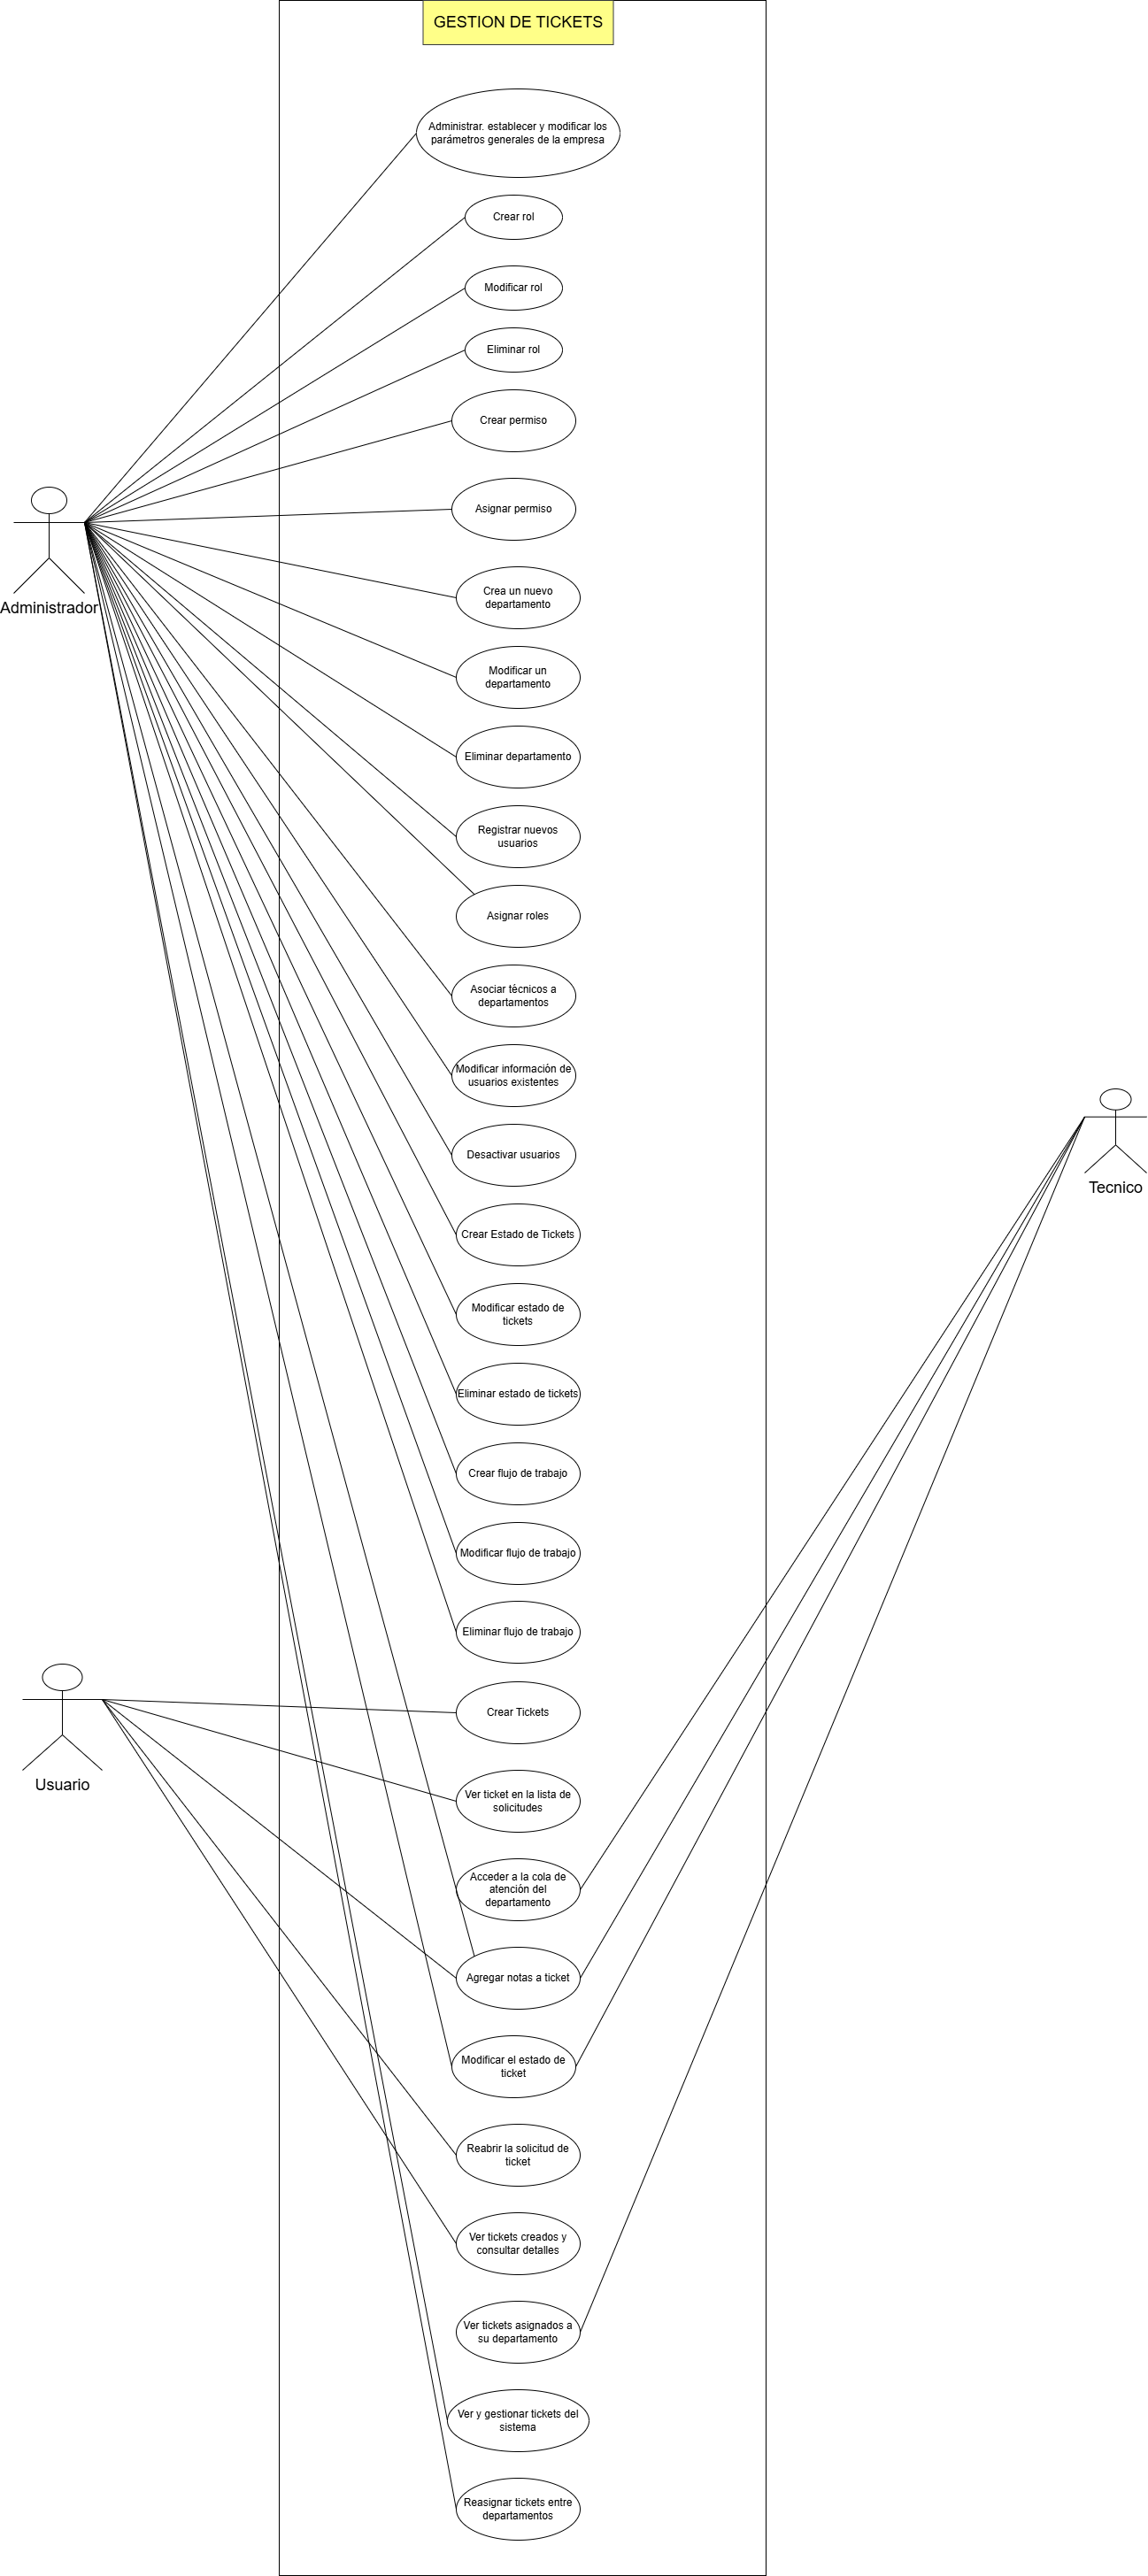 GESTION DE TICKETS
Administrar. establecer y modificar los
parámetros generales de la empresa
Crear rol
Modificar rol
Eliminar rol
Crear permiso
Asignar permiso
Administrador
Crea un nuevo
departamento
Modificar un
departamento
Eliminar departamento
Registrar nuevos
usuarios
Asignar roles
Asociar técnicos a
departamentos
Modificar información de
usuarios existentes
Desactivar usuarios
Tecnico
Crear Estado de Tickets
Modificar estado de
tickets
Eliminar estado de tickets
Crear flujo de trabajo
Modificar flujo de trabajo
Eliminar flujo de trabajo
Crear Tickets
Usuario
Ver ticket en la lista de
solicitudes
Acceder a la cola de
atención del
departamento
Agregar notas a ticket
Modificar el estado de
ticket
Reabrir la solicitud de
ticket
Ver tickets creados y
consultar detalles
Ver tickets asignados a
su departamento
Ver y gestionar tickets del
sistema
Reasignar tickets entre
departamentos